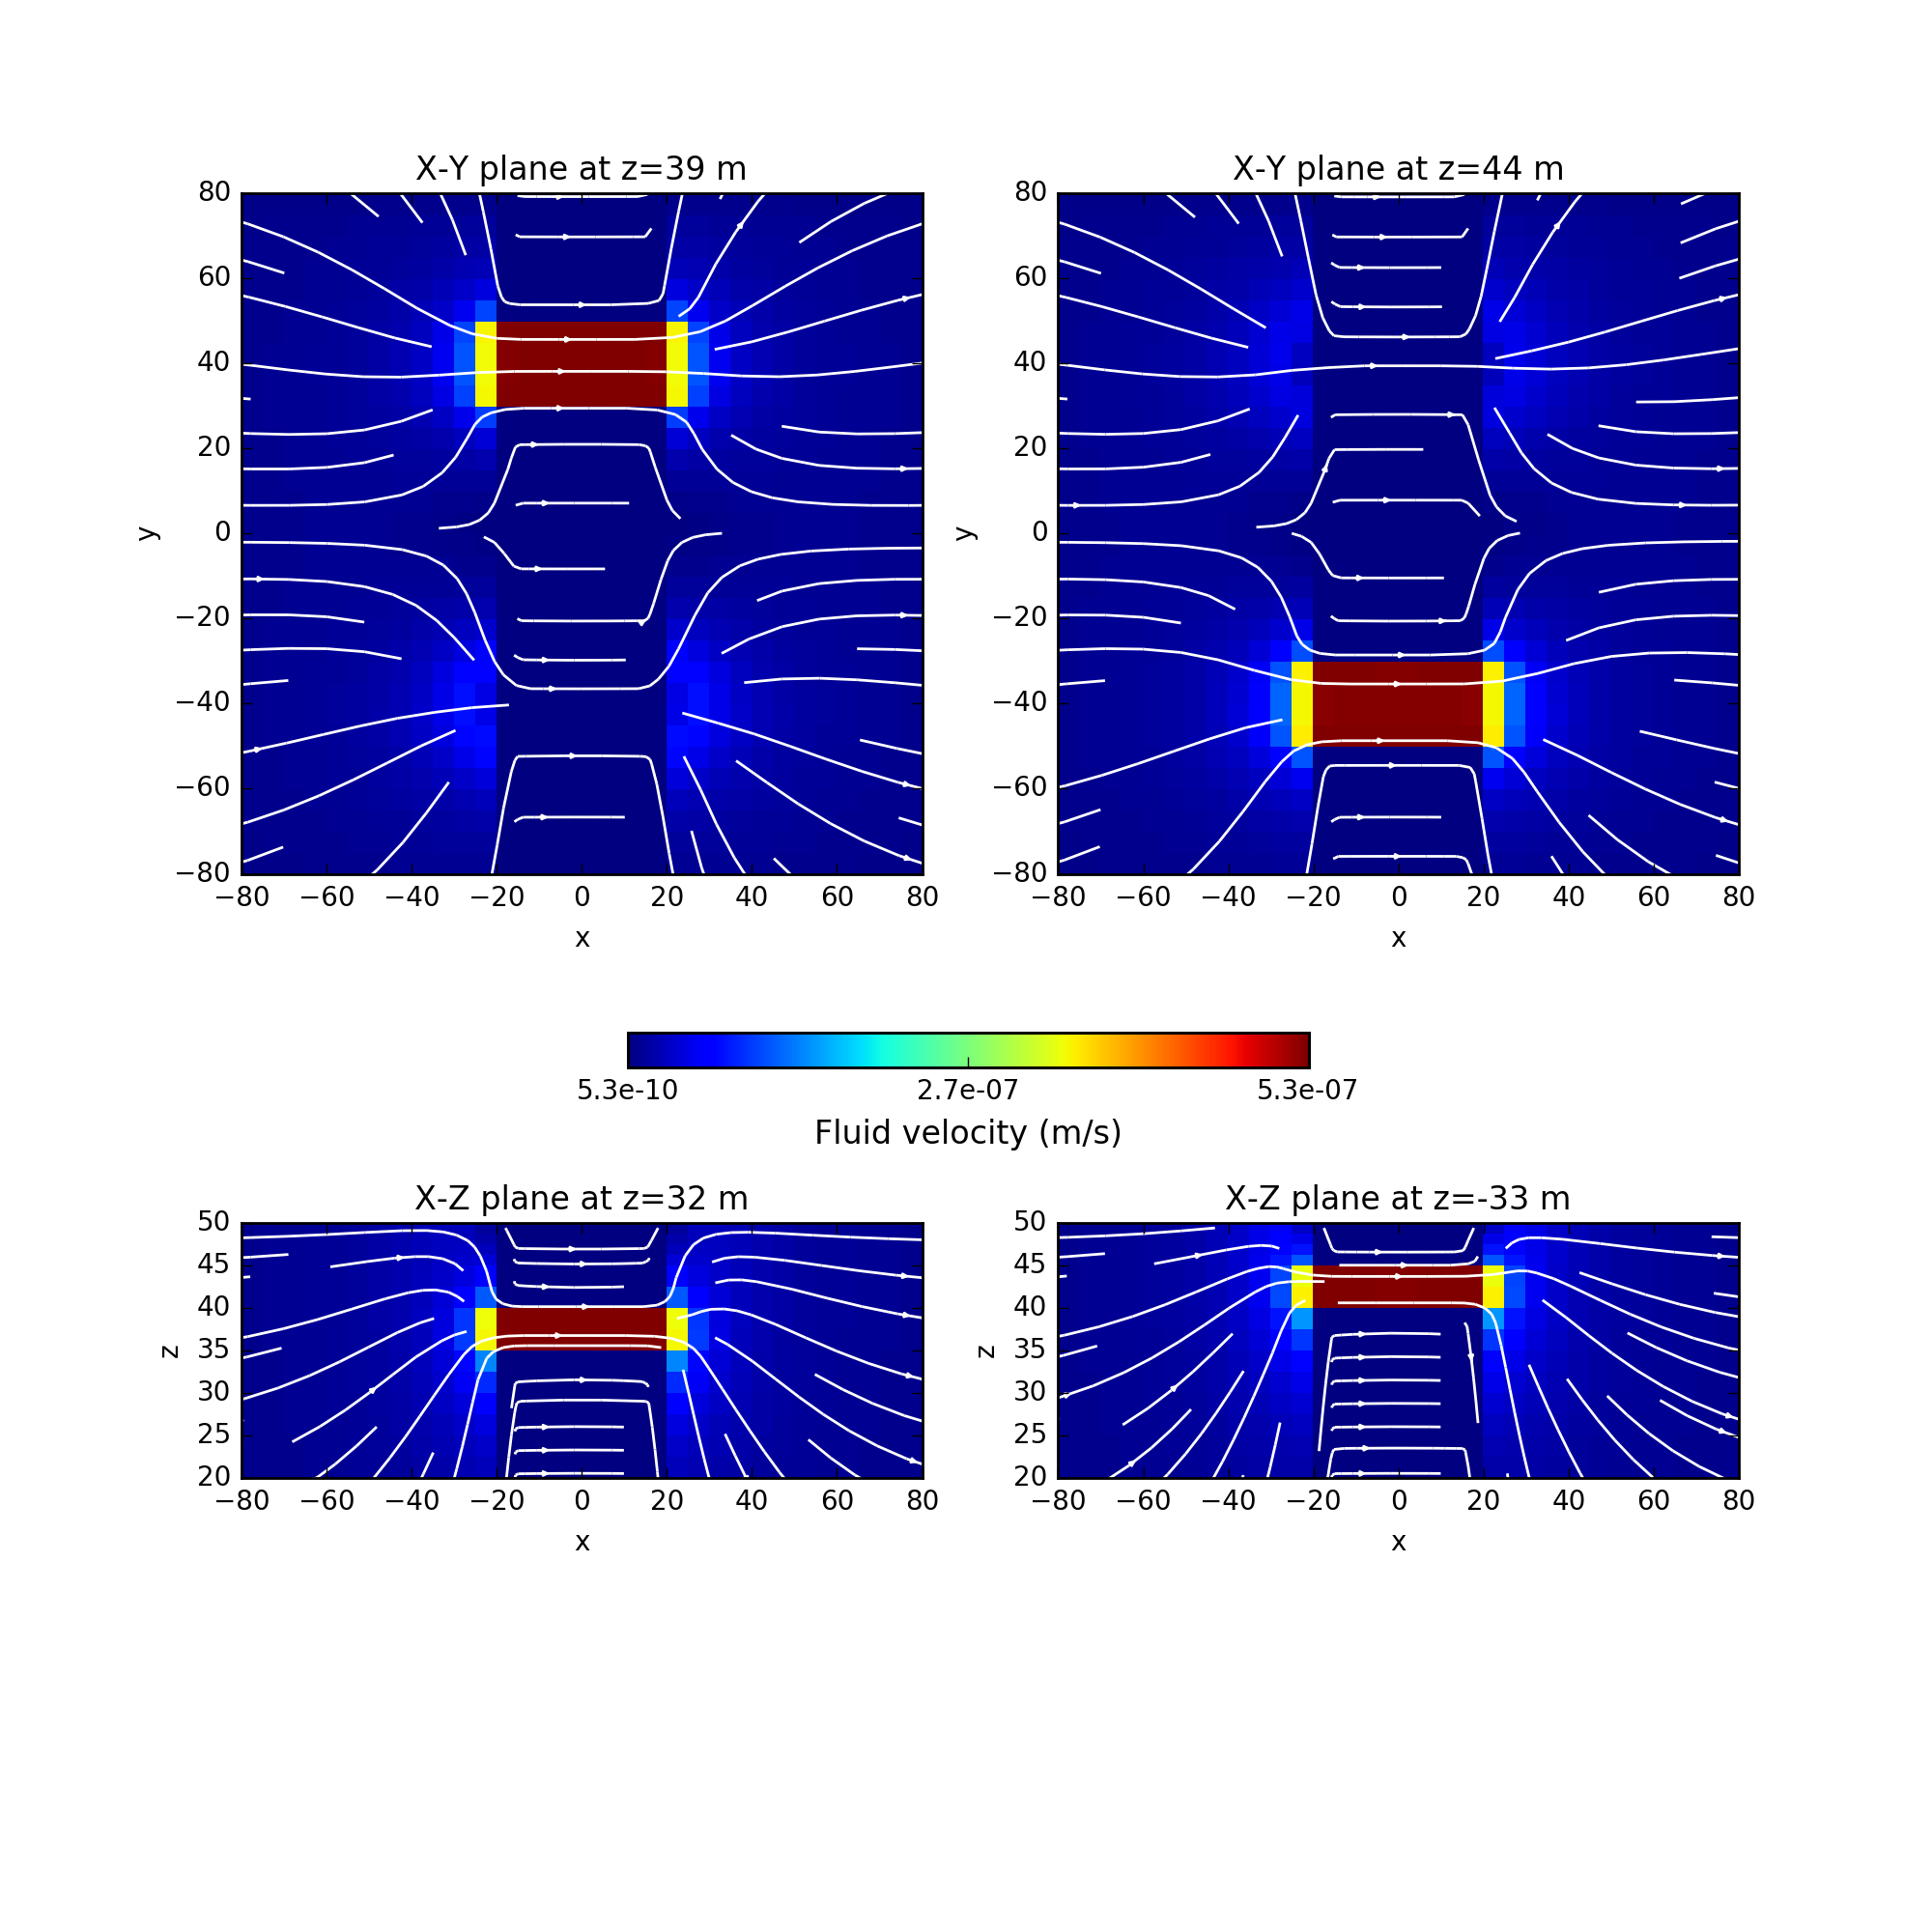 X-Y plane at z=39 m
X-Y plane at z=44 m
80
60
40
20
0
−20
−40
−60
−80
y
−80 −60 −40 −20 0 20 40 60 80
x
80
60
40
20
0
−20
−40
−60
−80
y
−80 −60 −40 −20 0 20 40 60 80
x
5.3e-10 2.7e-07 5.3e-07
Fluid velocity (m/s)
X-Z plane at z=32 m
X-Z plane at z=-33 m
50
45
40
35
30
25
20
z
−80 −60 −40 −20 0 20 40 60 80
x
50
45
40
35
30
25
20
z
−80 −60 −40 −20 0 20 40 60 80
x